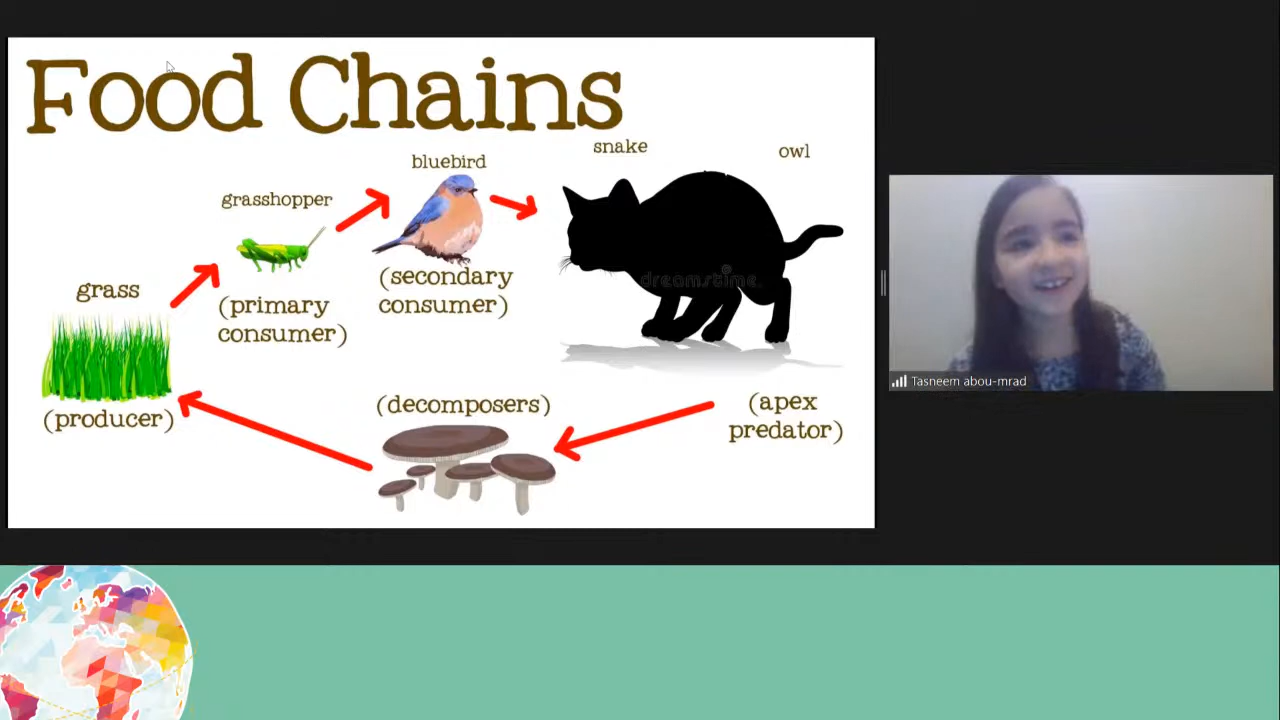 Food Chains
snake
owl
bluebird
grasshopper
(secondary
consumer)
grass
(primary
consumer)
dreamstime
(producer)
(decomposers)
(apex
predator)
Tasneem abou-mrad